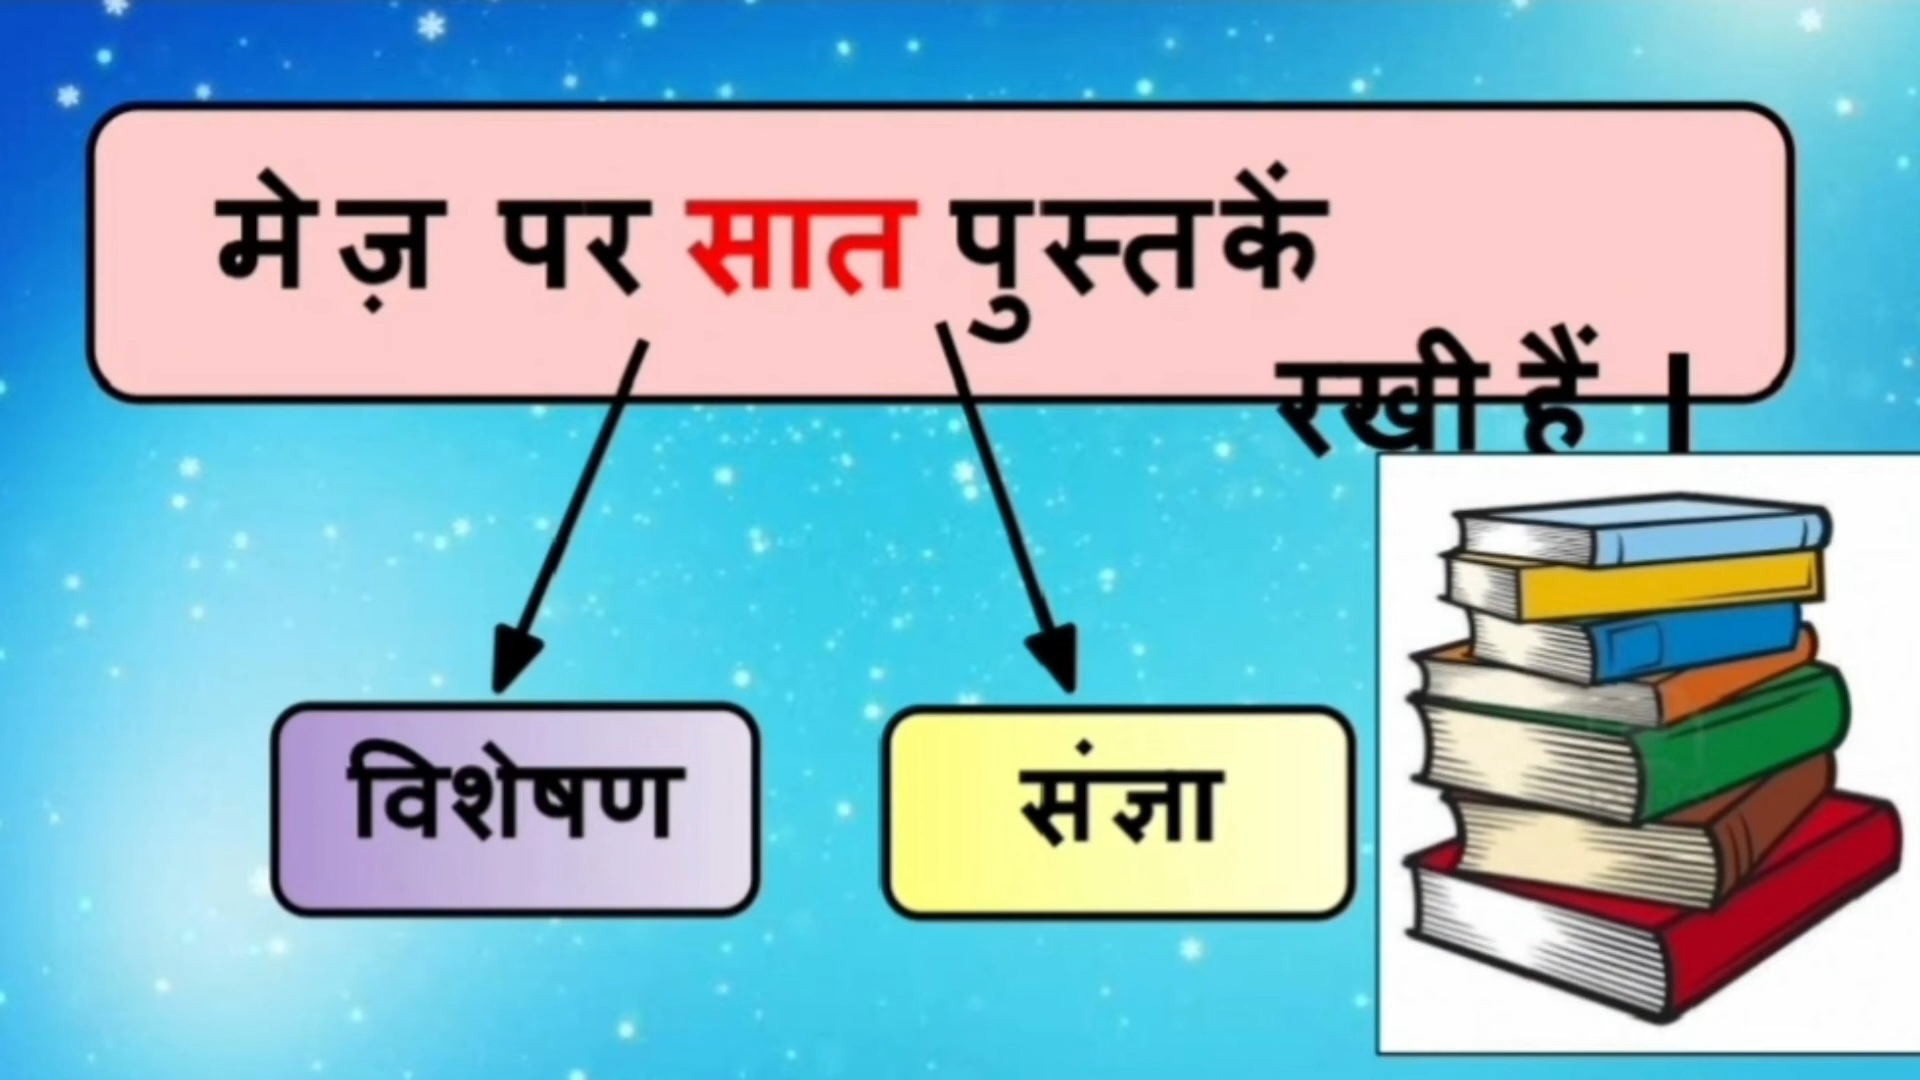 मेज़ पर सात पुस्तकें
रखी हैं |
विशेषण
संज्ञा